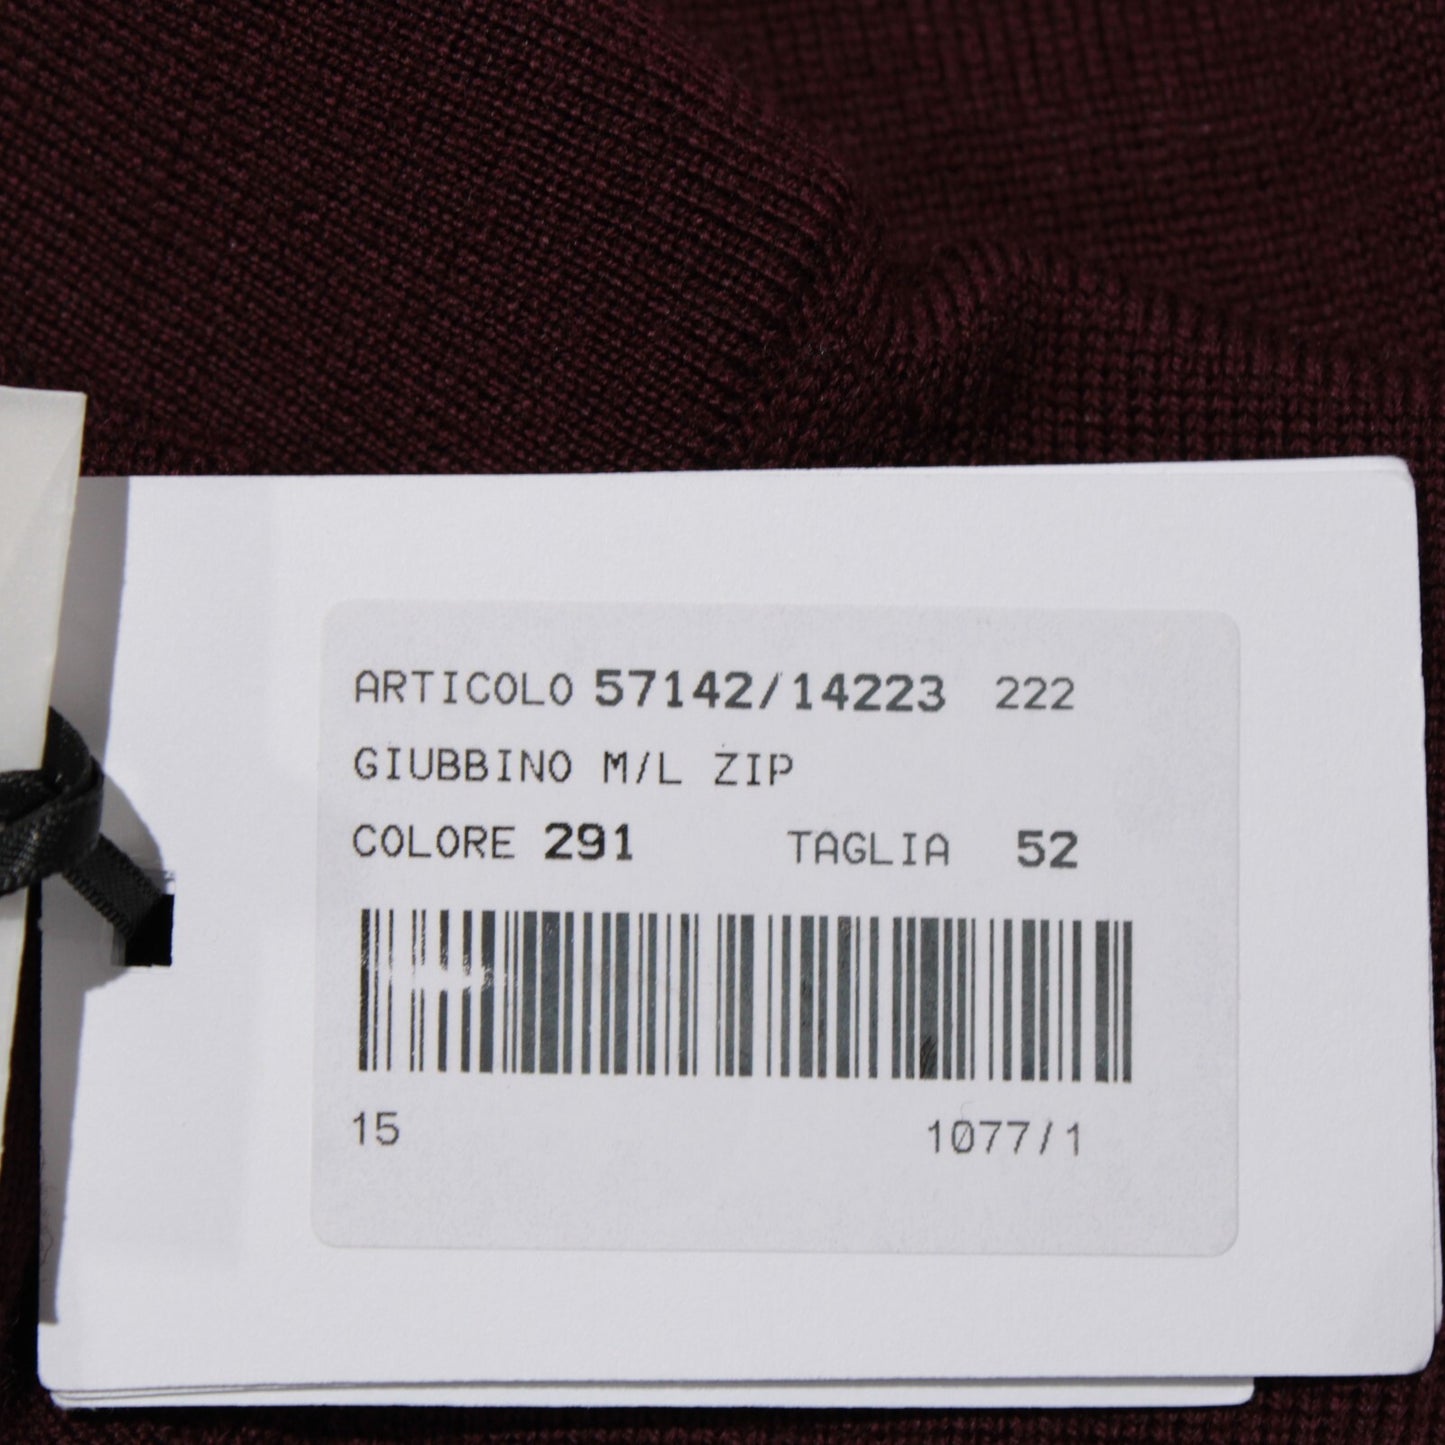 ARTICOLO 57142/14223 222
GIUBBINO M/L ZIP
COLORE 291 TAGLIA 52
15 1077/1